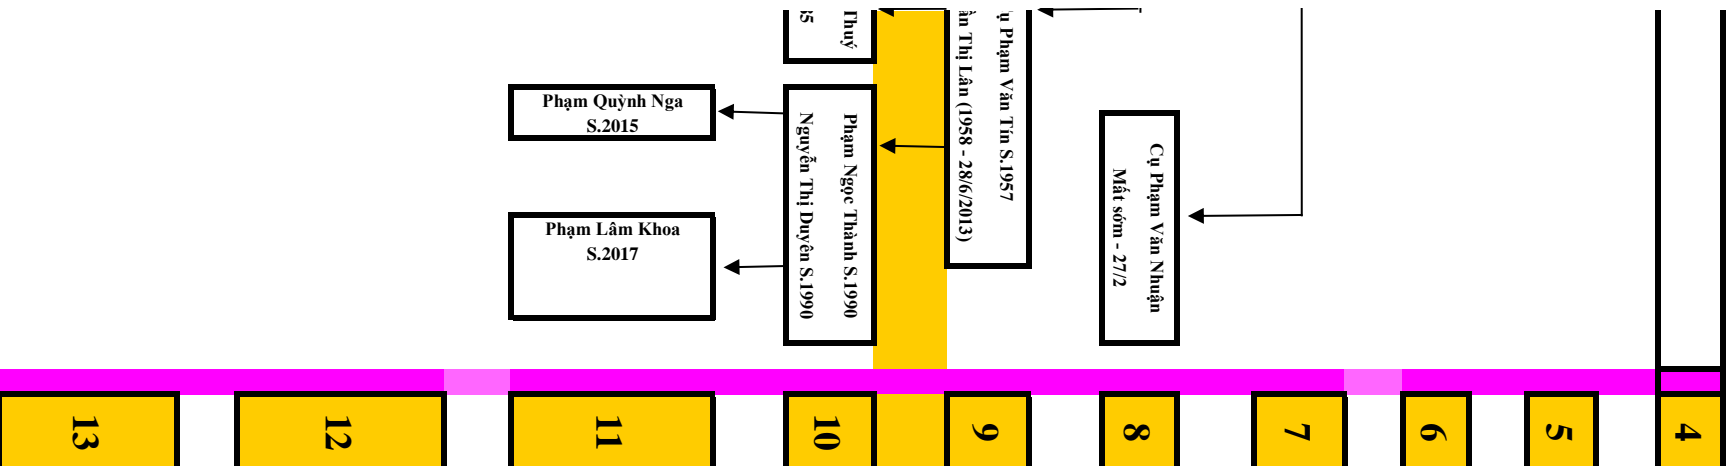 35
Thuý
ụ Phạm Văn Tín S.1957
ần Thị Lân (1958 - 28/6/2013)
Phạm Quỳnh Nga
S.2015
Phạm Ngọc Thành S.1990
Nguyễn Thị Duyên S.1990
Cụ Phạm Văn Nhuận
Mất sớm - 27/2
Phạm Lâm Khoa
S.2017
13
12
11
10
9
8
7
6
5
4